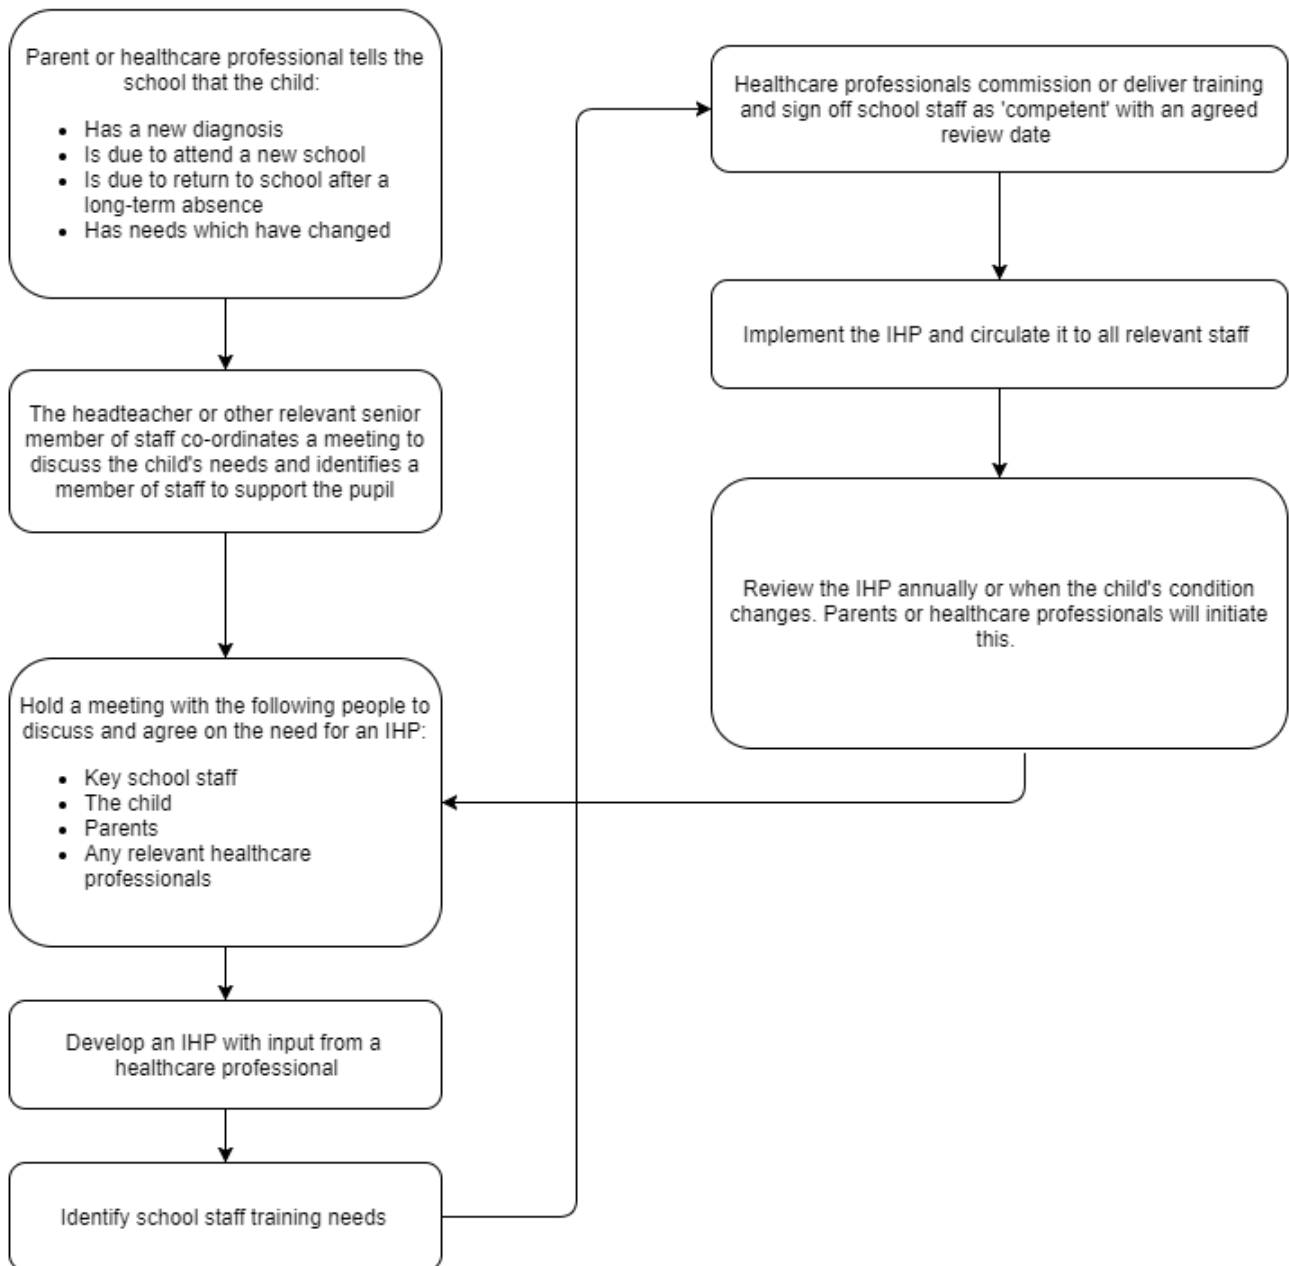 Parent or healthcare professional tells the
school that the child:
• Has a new diagnosis
• Is due to attend a new school
• Is due to return to school after a
long-term absence
• Has needs which have changed
The headteacher or other relevant senior
member of staff co-ordinates a meeting to
discuss the child's needs and identifies a
member of staff to support the pupil
Hold a meeting with the following people to
discuss and agree on the need for an IHP:
• Key school staff
• The child
• Parents
• Any relevant healthcare
professionals
Develop an IHP with input from a
healthcare professional
Identify school staff training needs
Healthcare professionals commission or deliver training
and sign off school staff as 'competent' with an agreed
review date
Implement the IHP and circulate it to all relevant staff
Review the IHP annually or when the child's condition
changes. Parents or healthcare professionals will initiate
this.